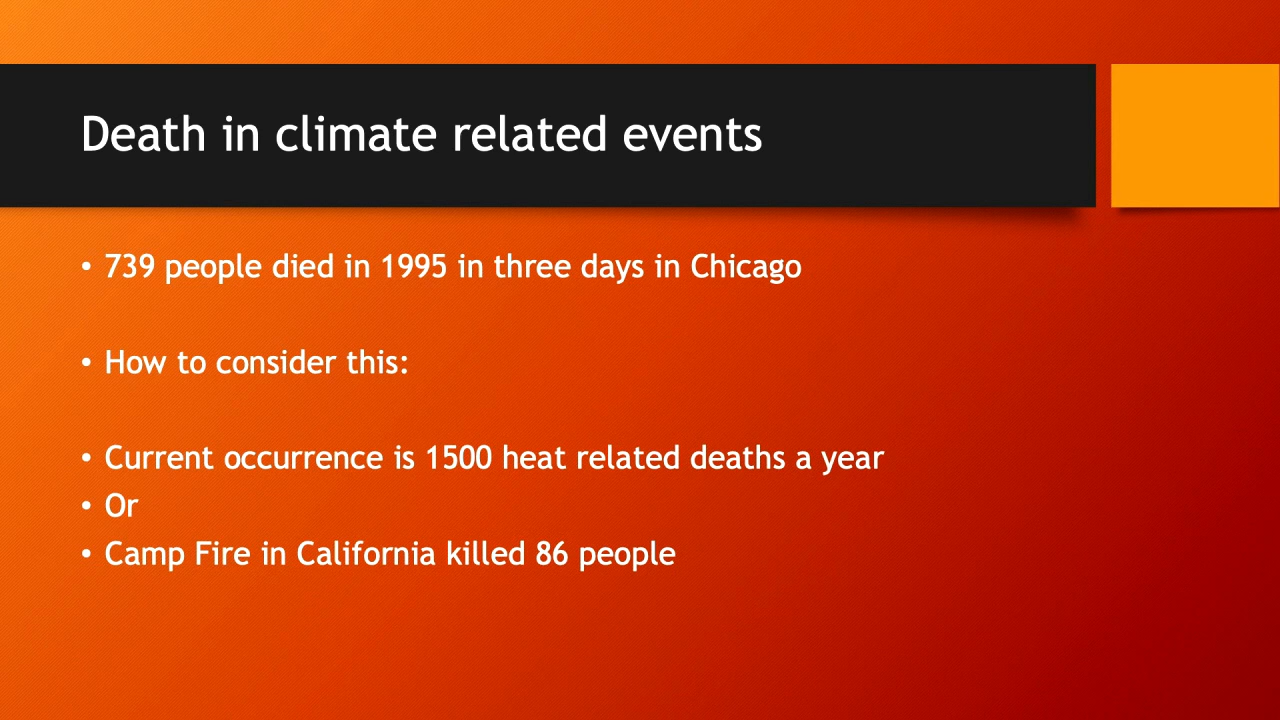 Death in climate related events
• 739 people died in 1995 in three days in Chicago
• How to consider this:
• Current occurrence is 1500 heat related deaths a year
• Or
• Camp Fire in California killed 86 people